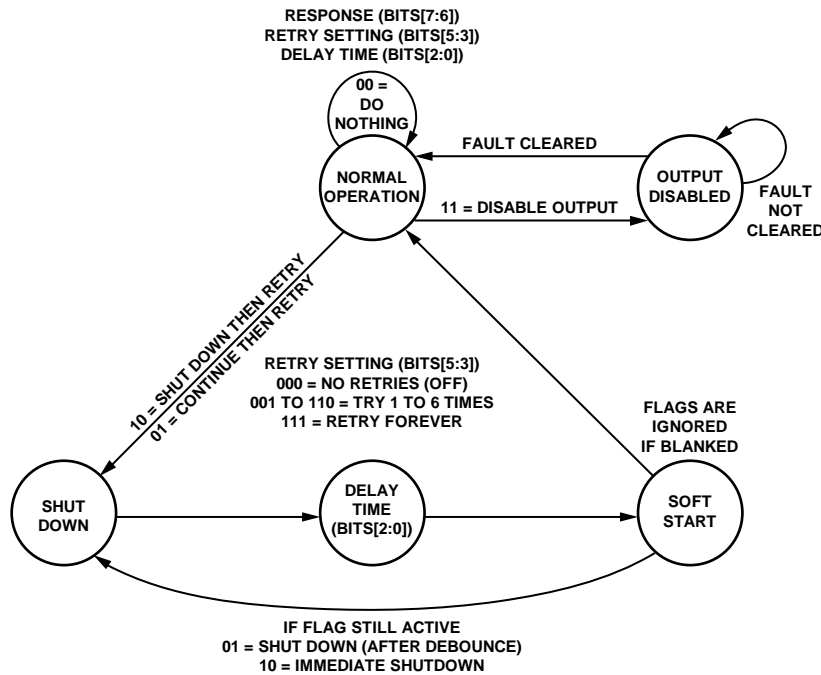 RESPONSE (BITS[7:6])
RETRY SETTING (BITS[5:3])
DELAY TIME (BITS[2:0])
00 =
DO
NOTHING
NORMAL
OPERATION
FAULT CLEARED
11 = DISABLE OUTPUT
OUTPUT
DISABLED
FAULT
NOT
CLEARED
10 = SHUT DOWN THEN RETRY
01 = CONTINUE THEN RETRY
RETRY SETTING (BITS[5:3])
000 = NO RETRIES (OFF)
001 TO 110 = TRY 1 TO 6 TIMES
111 = RETRY FOREVER
FLAGS ARE
IGNORED
IF BLANKED
SHUT
DOWN
DELAY
TIME
(BITS[2:0])
SOFT
START
IF FLAG STILL ACTIVE
01 = SHUT DOWN (AFTER DEBOUNCE)
10 = IMMEDIATE SHUTDOWN